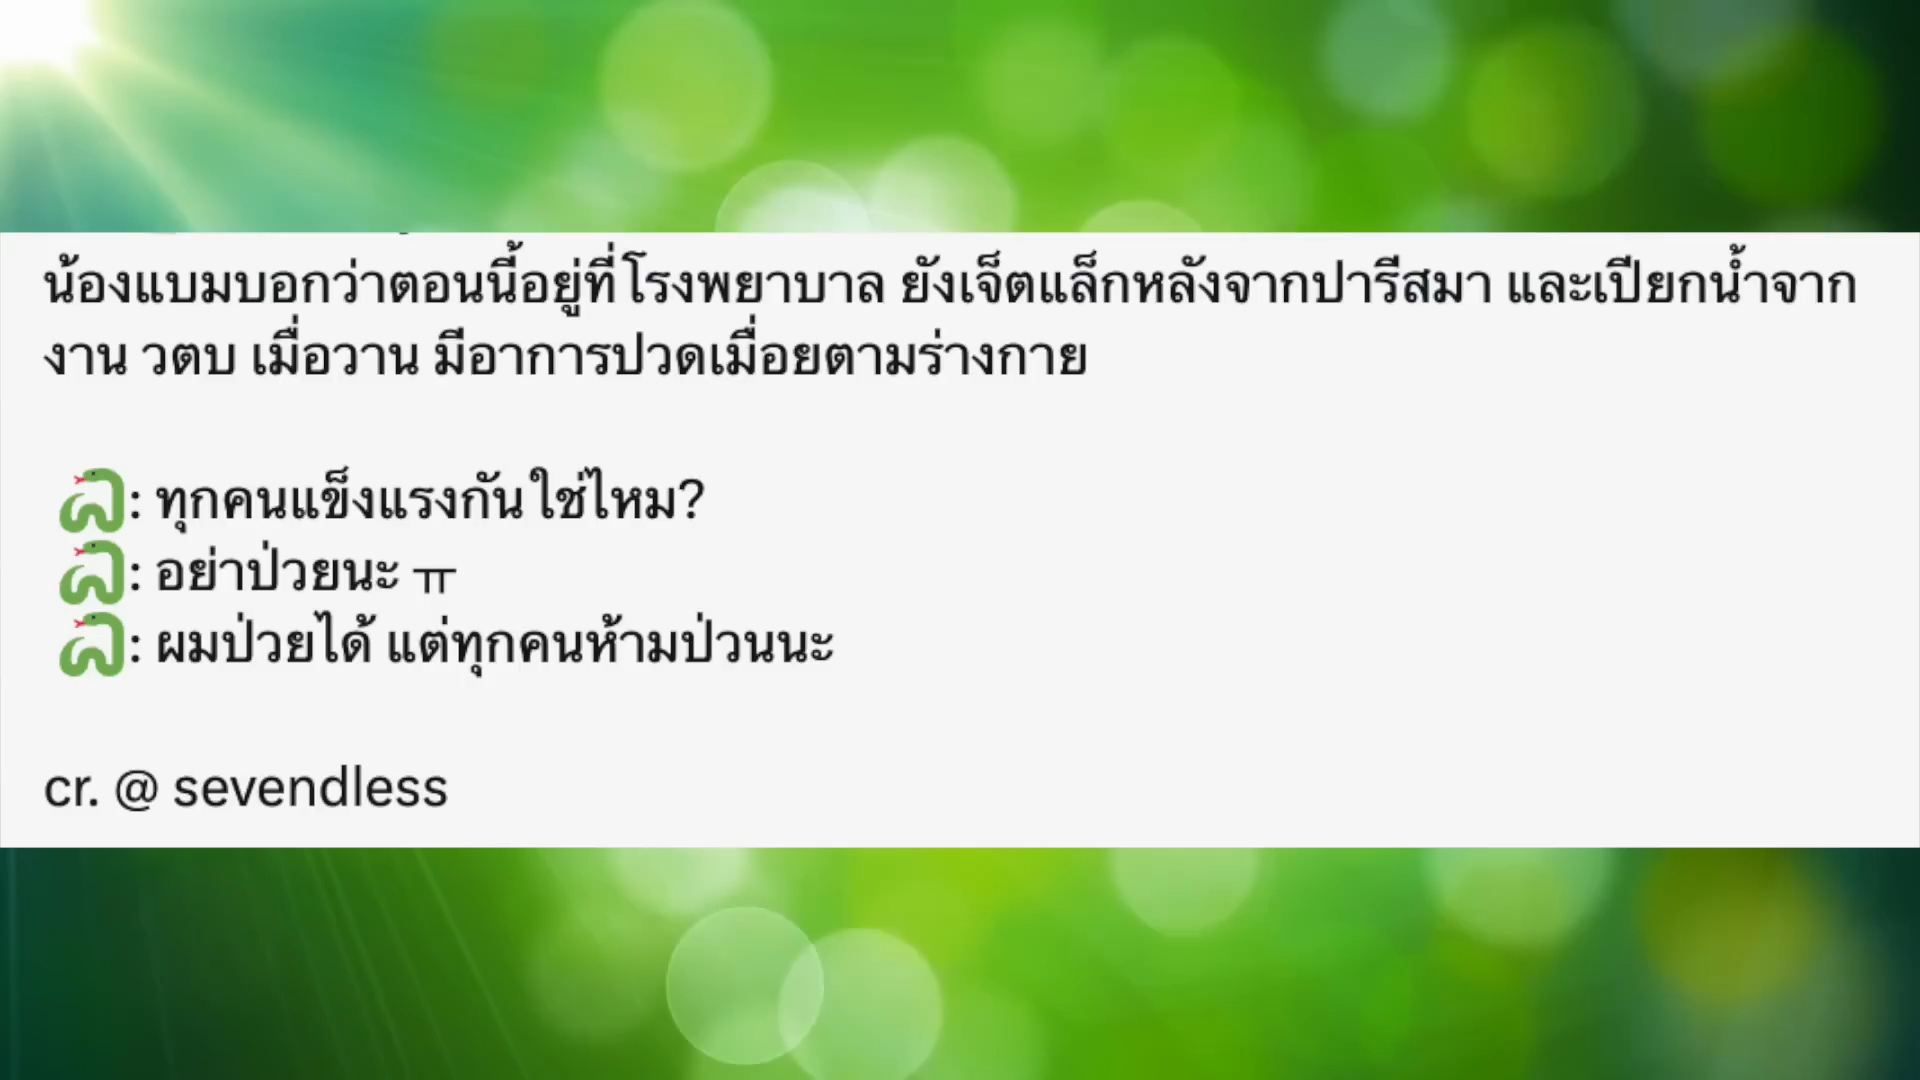 น้องแบมบอกว่าตอนนี้อยู่ที่โรงพยาบาล ยังเจ็ตแล็กหลังจากปารีสมา และเปียกน้ำจาก
งาน วตบ เมื่อวาน มีอาการปวดเมื่อยตามร่างกาย
🐍: ทุกคนแข็งแรงกันใช่ไหม?
🐍: อย่าป่วยนะ ㅠ
🐍: ผมป่วยได้ แต่ทุกคนห้ามป่วนนะ
cr. @ sevendless